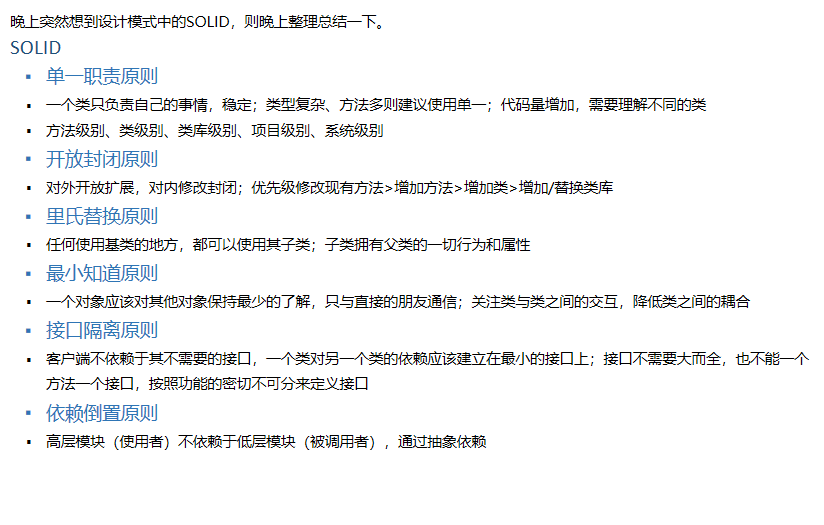 晚上突然想到设计模式中的SOLID，则晚上整理总结一下。
SOLID
▪ 单一职责原则
▪ 一个类只负责自己的事情，稳定；类型复杂、方法多则建议使用单一；代码量增加，需要理解不同的类
▪ 方法级别、类级别、类库级别、项目级别、系统级别
▪ 开放封闭原则
▪ 对外开放扩展，对内修改封闭；优先级修改现有方法>增加方法>增加类>增加/替换类库
▪ 里氏替换原则
▪ 任何使用基类的地方，都可以使用其子类；子类拥有父类的一切行为和属性
▪ 最小知道原则
▪ 一个对象应该对其他对象保持最少的了解，只与直接的朋友通信；关注类与类之间的交互，降低类之间的耦合
▪ 接口隔离原则
▪ 客户端不依赖于其不需要的接口，一个类对另一个类的依赖应该建立在最小的接口上；接口不需要大而全，也不能一个
方法一个接口，按照功能的密切不可分来定义接口
▪ 依赖倒置原则
▪ 高层模块（使用者）不依赖于低层模块（被调用者），通过抽象依赖